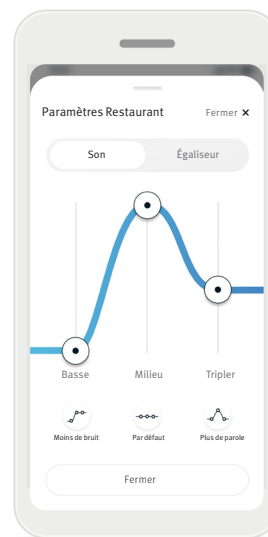 Paramètres Restaurant Fermer ×
Son Égaliseur
Basse Milieu Tripler
Moins de bruit Par défaut Plus de parole
Fermer